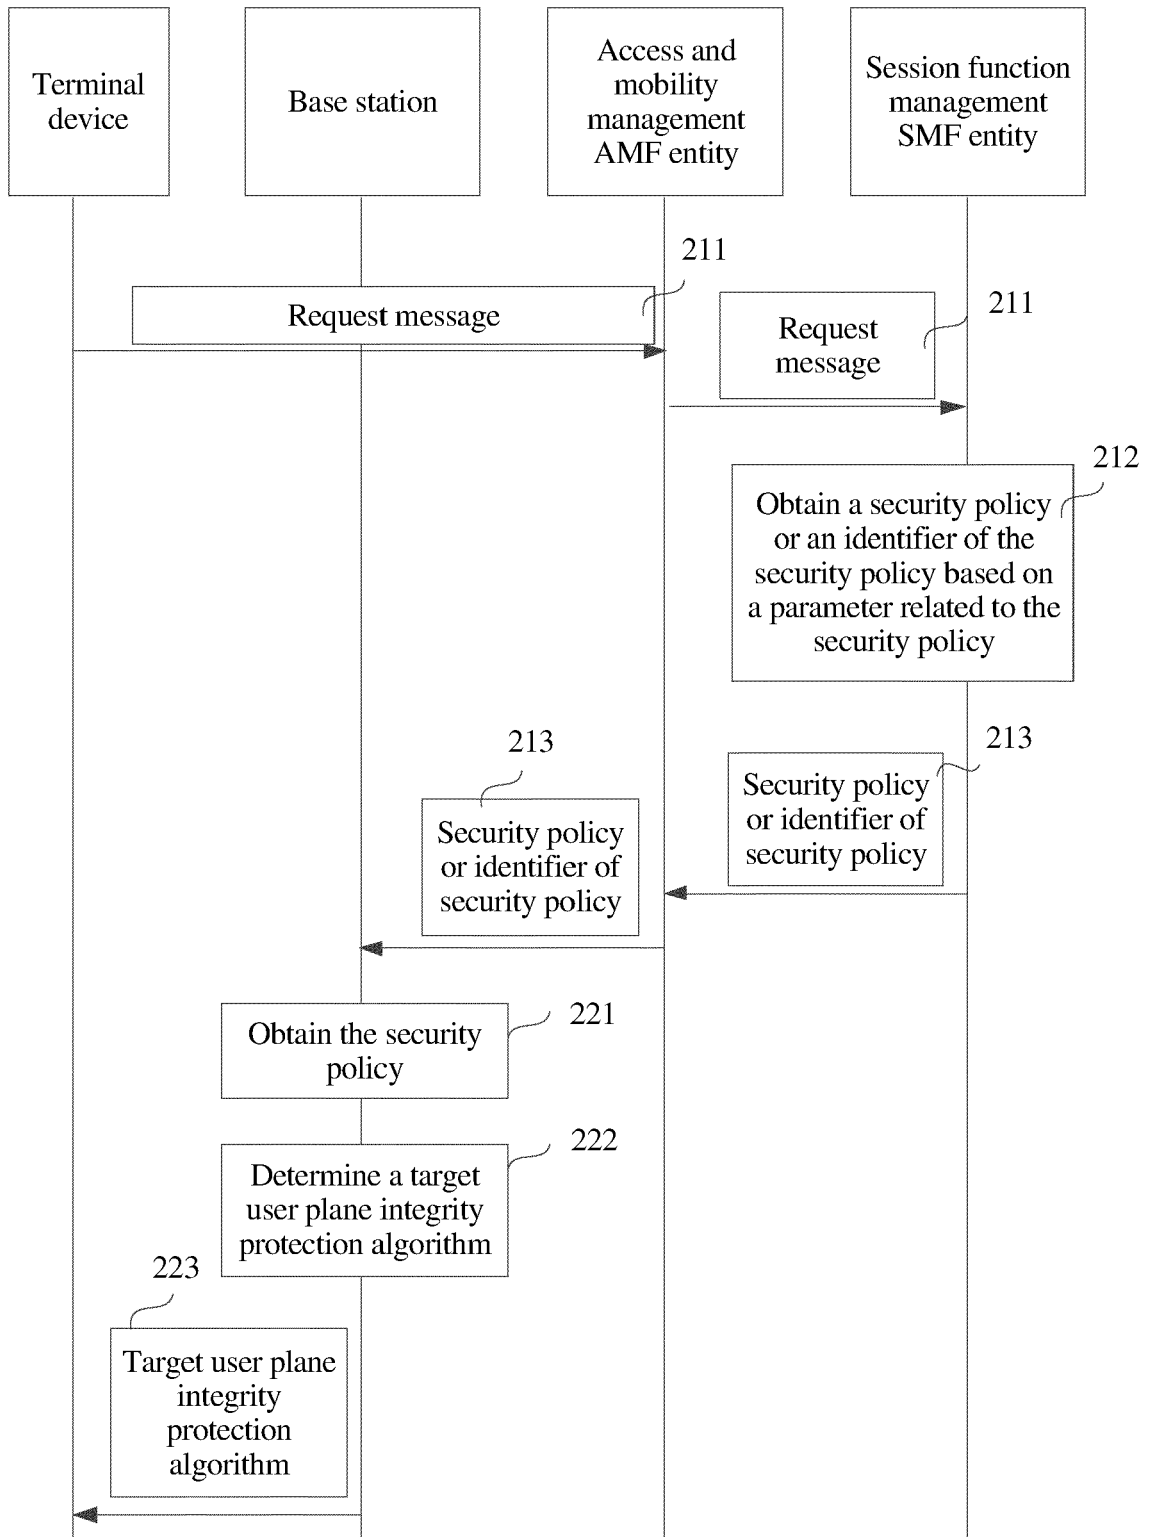 Terminal
device
Base station
Access and
mobility
management
AMF entity
Session function
management
SMF entity
211
Request message
211
Request
message
212
Obtain a security policy
or an identifier of the
security policy based on
a parameter related to the
security policy
213
Security policy
or identifier of
security policy
213
Security policy
or identifier of
security policy
221
Obtain the security
policy
222
Determine a target
user plane integrity
protection algorithm
223
Target user plane
integrity
protection
algorithm